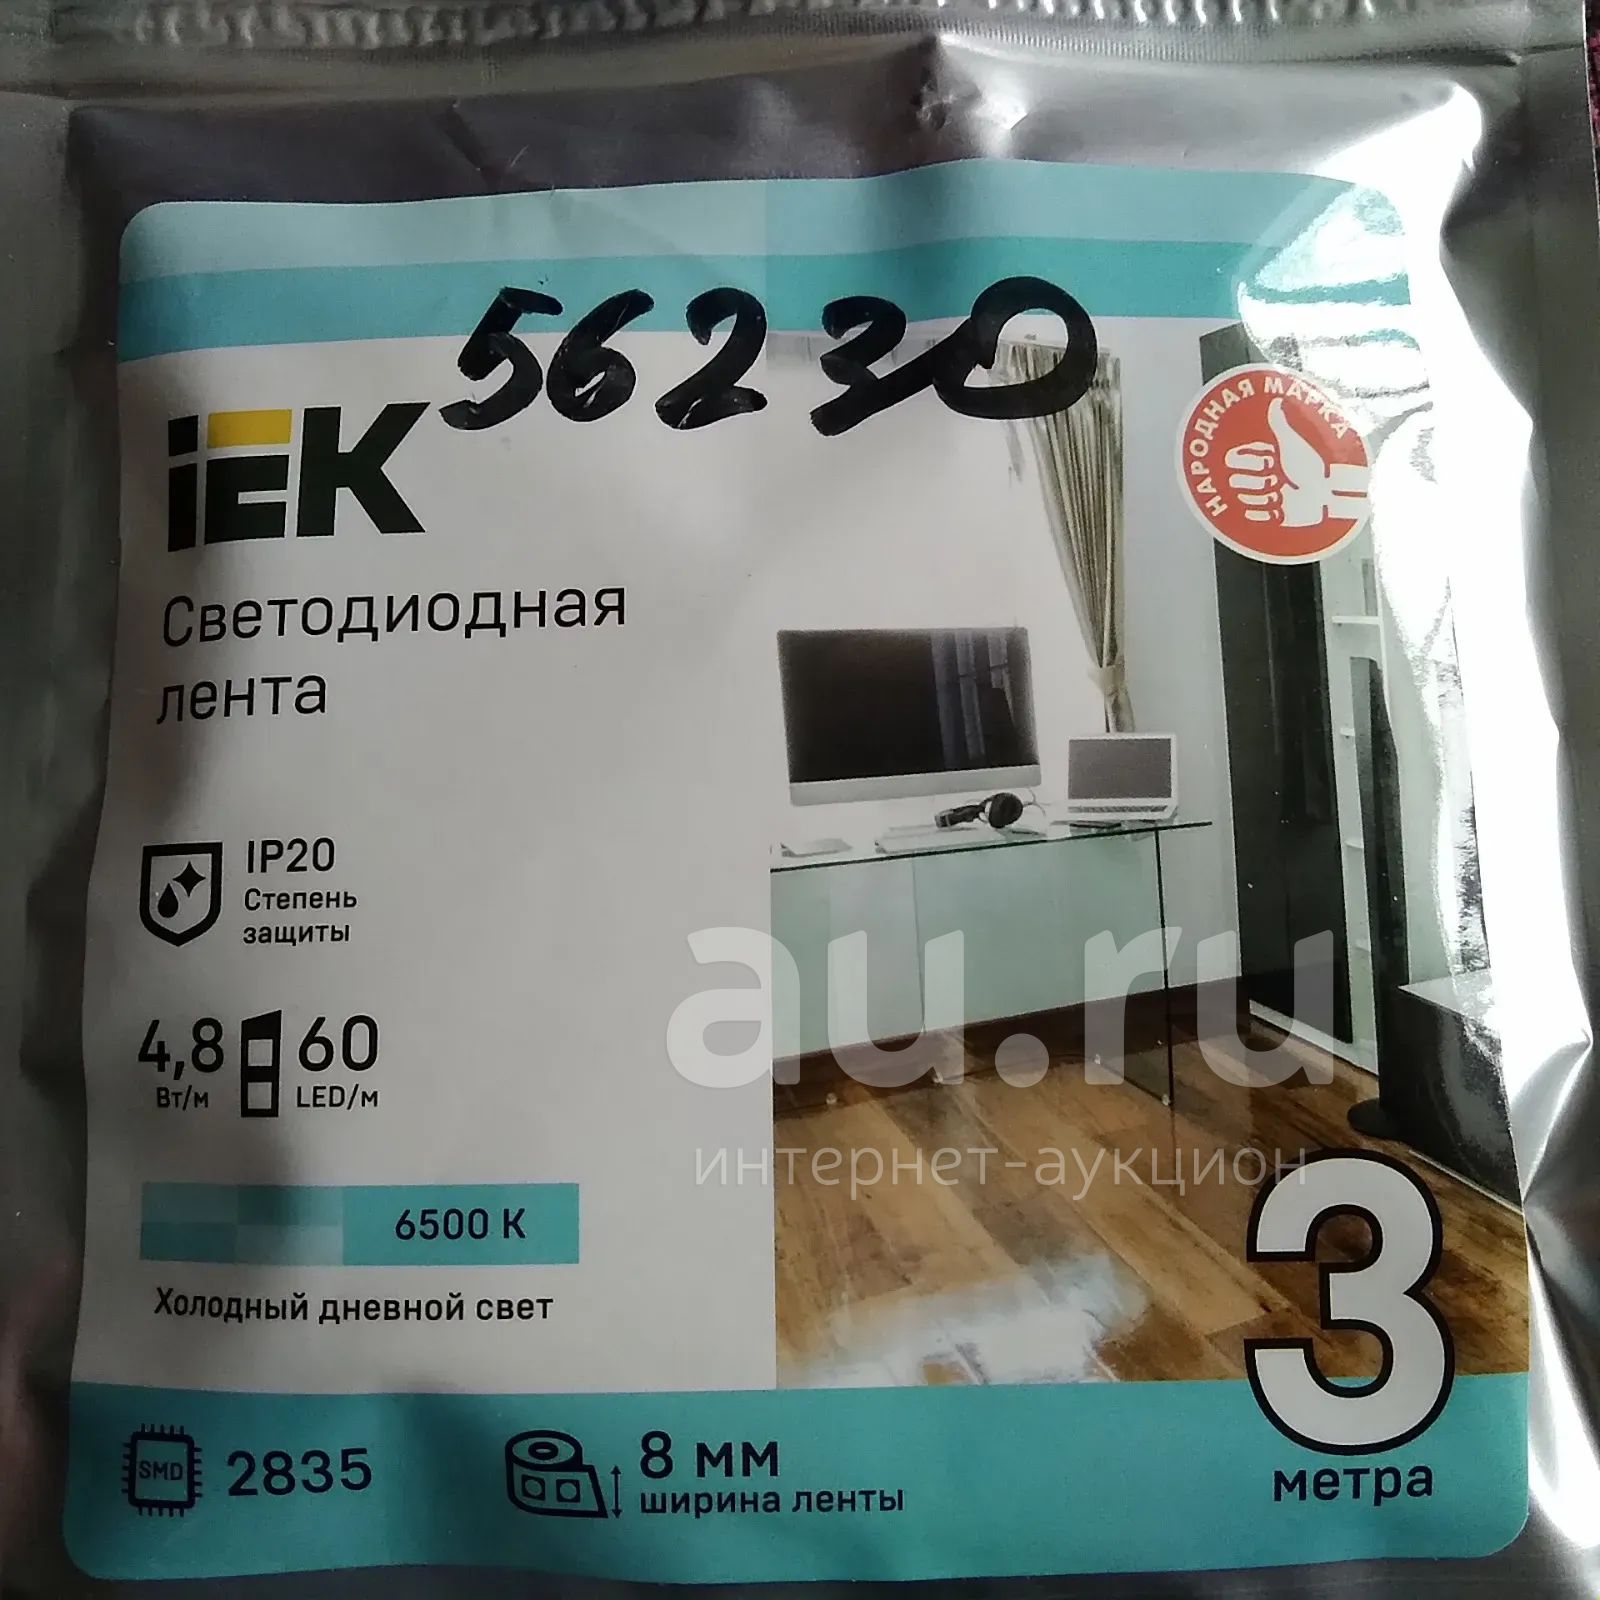 56230
IEK
НАРОДНАЯ МАРКА
Светодиодная
лента
IP20
Степень
защиты
4,8
Вт/м
60
LED/м
au.ru
интернет-аукцион
6500 К
Холодный дневной свет
3
метра
SMD
2835
8 мм
ширина ленты